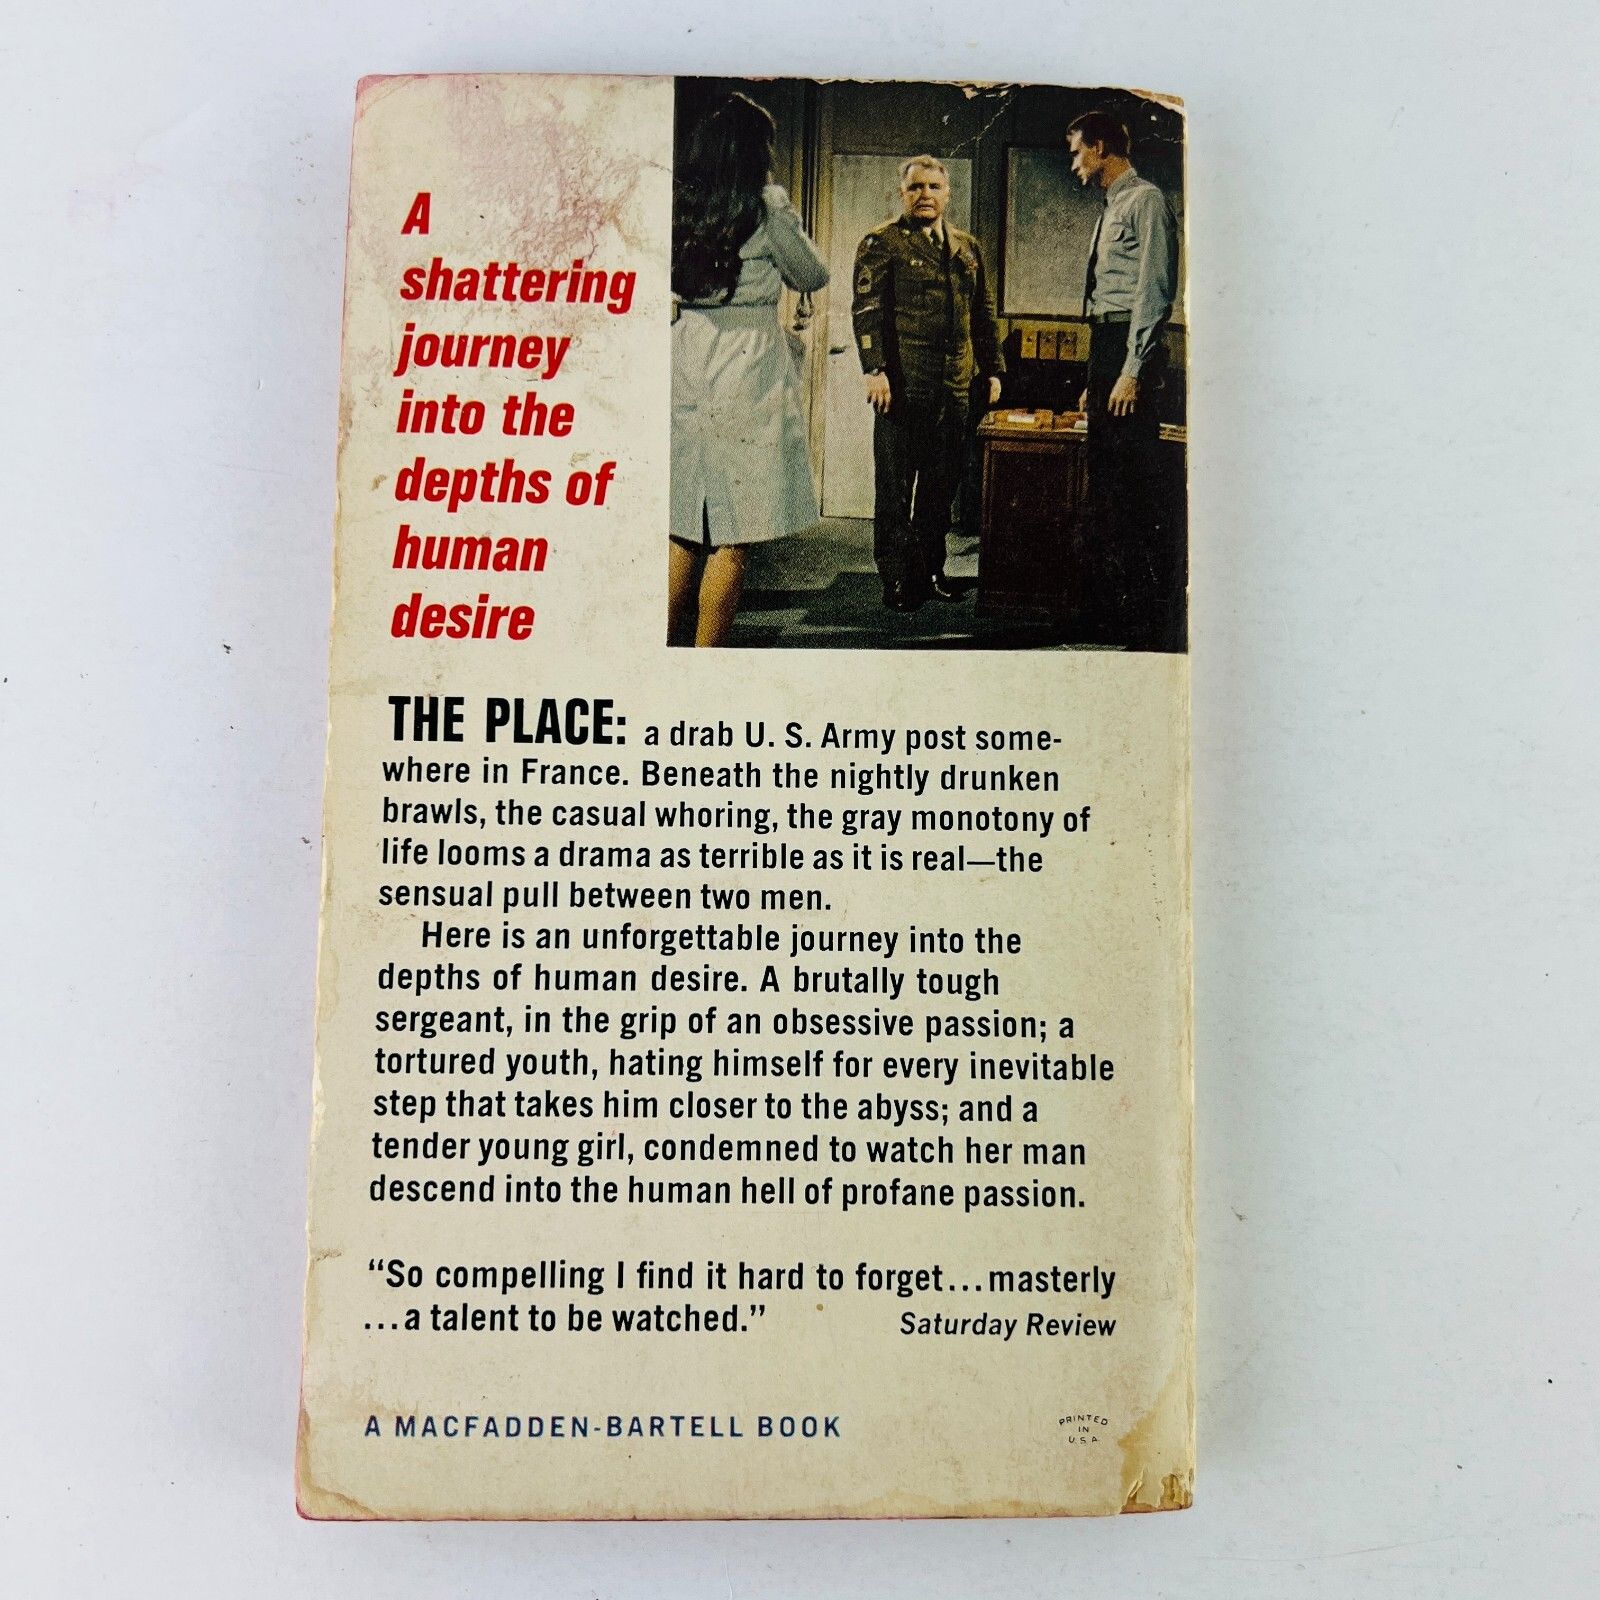 A
shattering
journey
into the
depths of
human
desire
THE PLACE: a drab U. S. Army post some-
where in France. Beneath the nightly drunken
brawls, the casual whoring, the gray monotony of
life looms a drama as terrible as it is real—the
sensual pull between two men.
Here is an unforgettable journey into the
depths of human desire. A brutally tough
sergeant, in the grip of an obsessive passion; a
tortured youth, hating himself for every inevitable
step that takes him closer to the abyss; and a
tender young girl, condemned to watch her man
descend into the human hell of profane passion.
“So compelling I find it hard to forget...masterly
...a talent to be watched.” Saturday Review
A MACFADDEN-BARTELL BOOK
PRINTED
IN
U.S.A.